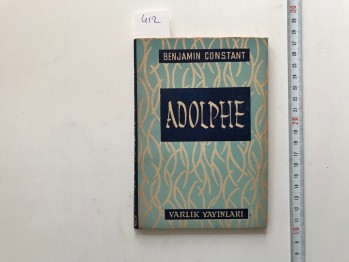 412
BENJAMIN CONSTANT
ADOLPHE
VARLIK YAYINLARI